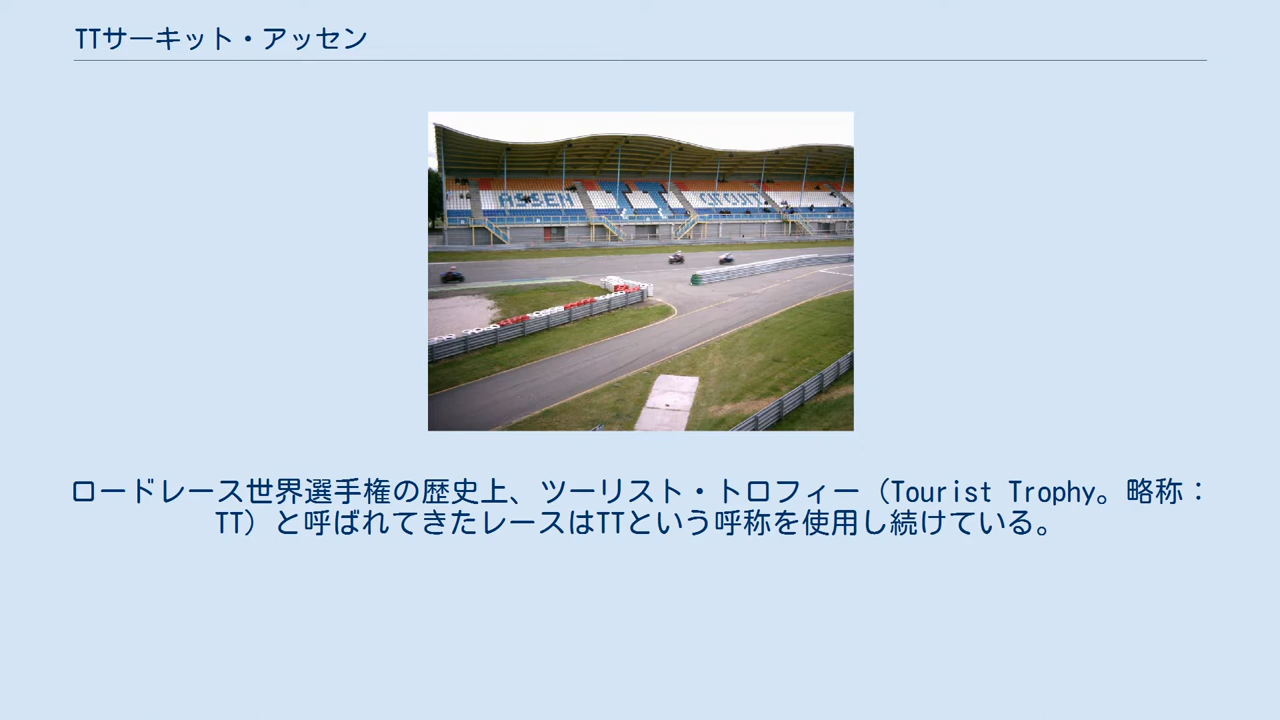 TTサーキット・アッセン
ASSEN TT CIRCUIT
ロードレース世界選手権の歴史上、ツーリスト・トロフィー（Tourist Trophy。略称：
TT）と呼ばれてきたレースはTTという呼称を使用し続けている。